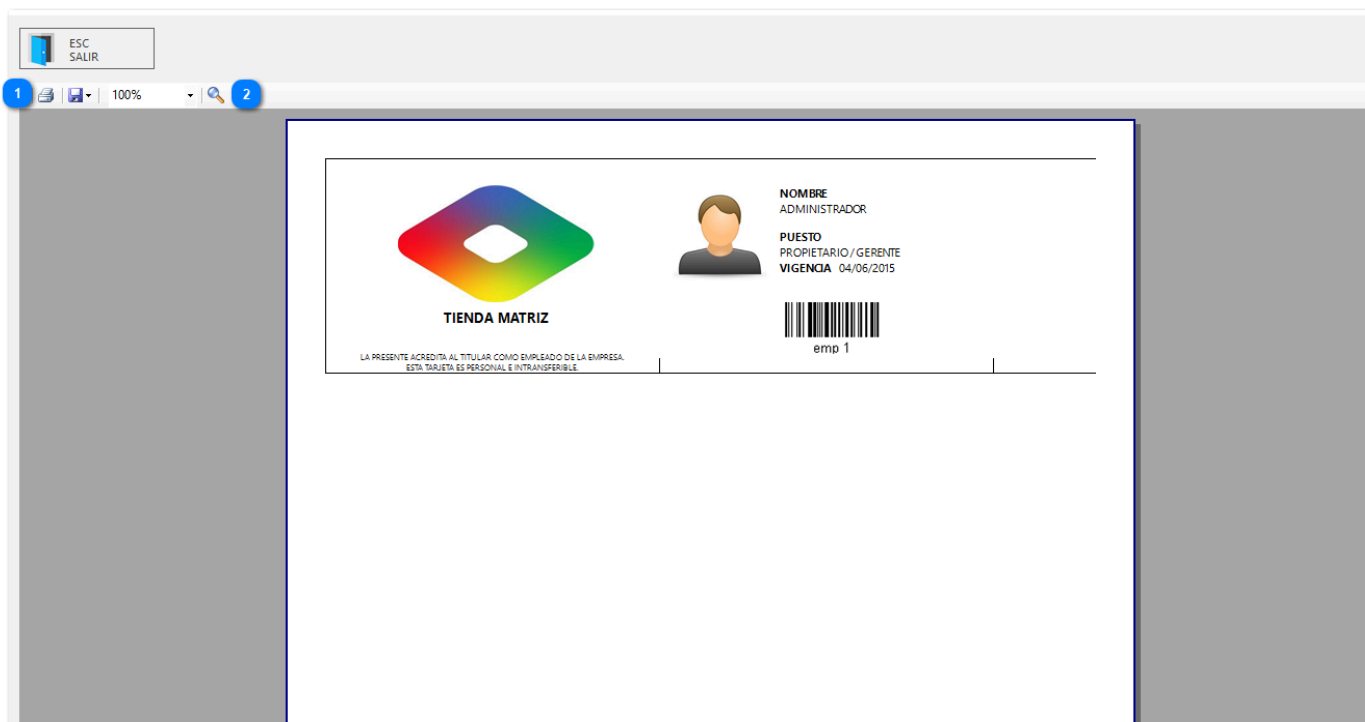 ESC
SALIR
1
100%
2
NOMBRE
ADMINISTRADOR
PUESTO
PROPIETARIO / GERENTE
VIGENCIA 04/06/2015
TIENDA MATRIZ
emp 1
LA PRESENTE ACREDITA AL TITULAR COMO EMPLEADO DE LA EMPRESA.
ESTA TARJETA ES PERSONAL E INTRANSFERIBLE.